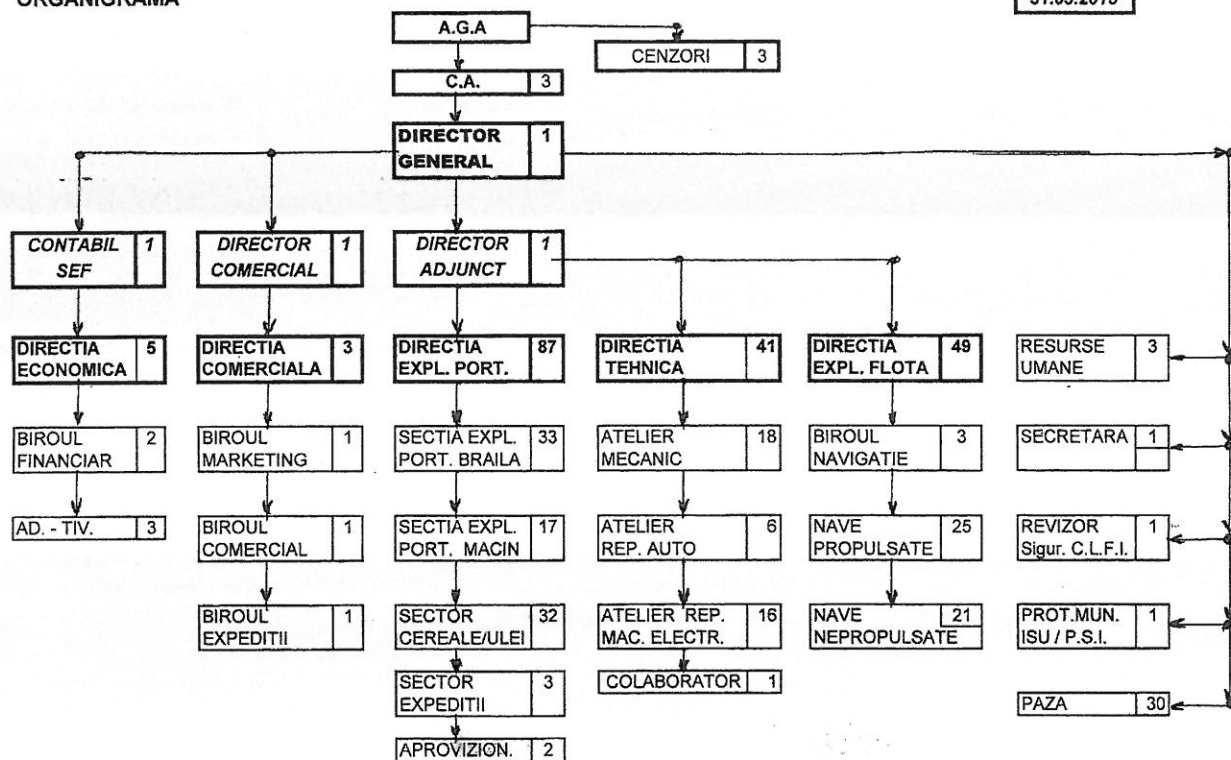 ORGANIGRAMA
A.G.A
CENZORI 3
C.A. 3
DIRECTOR 1
GENERAL
CONTABIL 1
SEF
DIRECTOR 1
COMERCIAL
DIRECTOR 1
ADJUNCT
DIRECTIA 5
ECONOMICA
DIRECTIA 3
COMERCIALA
DIRECTIA 87
EXPL. PORT.
DIRECTIA 41
TEHNICA
DIRECTIA 49
EXPL. FLOTA
RESURSE 3
UMANE
BIROUL 2
FINANCIAR
BIROUL 1
MARKETING
SECTIA EXPL. 33
PORT. BRAILA
ATELIER 18
MECANIC
BIROUL 3
NAVIGATIE
SECRETARA 1
AD. - TIV. 3
BIROUL 1
COMERCIAL
SECTIA EXPL. 17
PORT. MACIN
ATELIER 6
REP. AUTO
NAVE 25
PROPULSATE
REVIZOR 1
Sigur. C.L.F.I.
BIROUL 1
EXPEDITII
SECTOR 32
CEREALE/ULEI
ATELIER REP. 16
MAC. ELECTR.
NAVE 21
NEPROPULSATE
PROT.MUN. 1
ISU / P.S.I.
SECTOR 3
EXPEDITII
COLABORATOR 1
PAZA 30
APROVIZION. 2